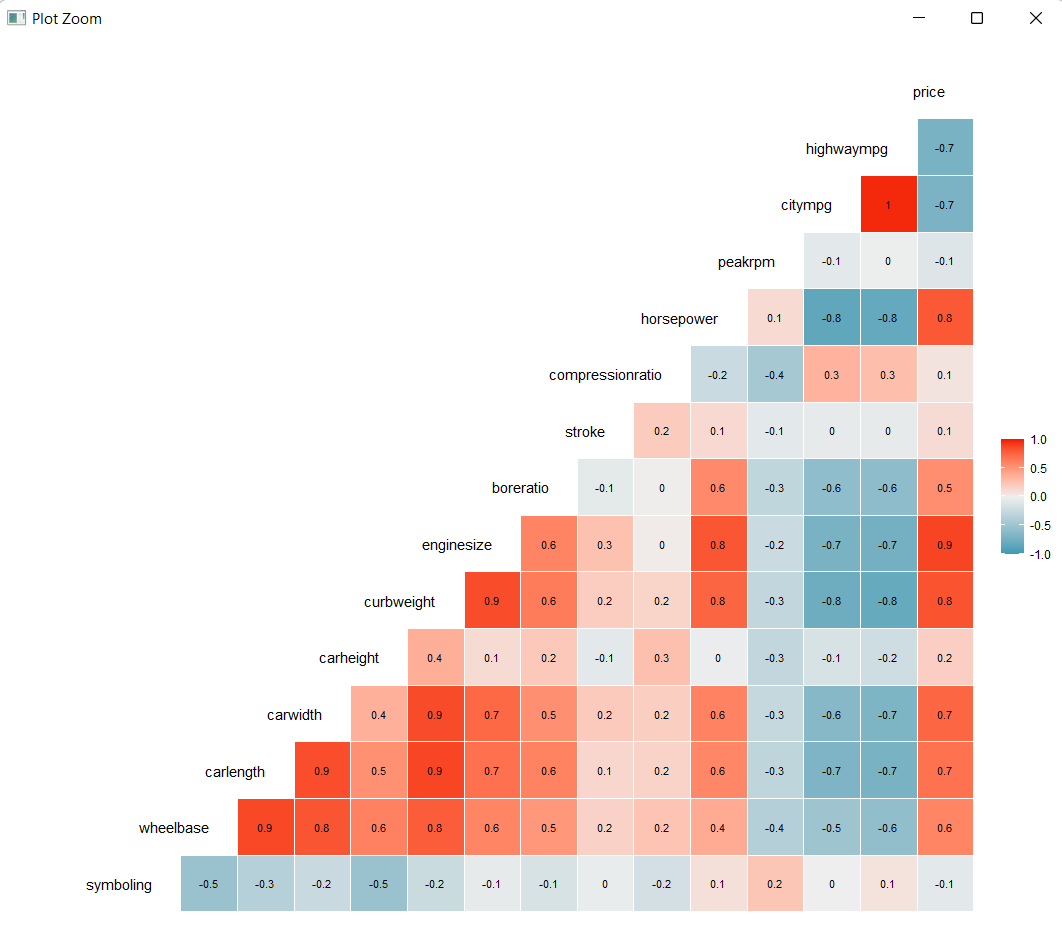 Plot Zoom
price
highwaympg -0.7
citympg 1 -0.7
peakrpm -0.1 0 -0.1
horsepower 0.1 -0.8 -0.8 0.8
compressionratio -0.2 -0.4 0.3 0.3 0.1
stroke 0.2 0.1 -0.1 0 0 0.1
boreratio -0.1 0 0.6 -0.3 -0.6 -0.6 0.5
enginesize 0.6 0.3 0 0.8 -0.2 -0.7 -0.7 0.9
curbweight 0.9 0.6 0.2 0.2 0.8 -0.3 -0.8 -0.8 0.8
carheight 0.4 0.1 0.2 -0.1 0.3 0 -0.3 -0.1 -0.2 0.2
carwidth 0.4 0.9 0.7 0.5 0.2 0.2 0.6 -0.3 -0.6 -0.7 0.7
carlength 0.9 0.5 0.9 0.7 0.6 0.1 0.2 0.6 -0.3 -0.7 -0.7 0.7
wheelbase 0.9 0.8 0.6 0.8 0.6 0.5 0.2 0.2 0.4 -0.4 -0.5 -0.6 0.6
symboling -0.5 -0.3 -0.2 -0.5 -0.2 -0.1 -0.1 0 -0.2 0.1 0.2 0 0.1 -0.1
1.0
0.5
0.0
-0.5
-1.0